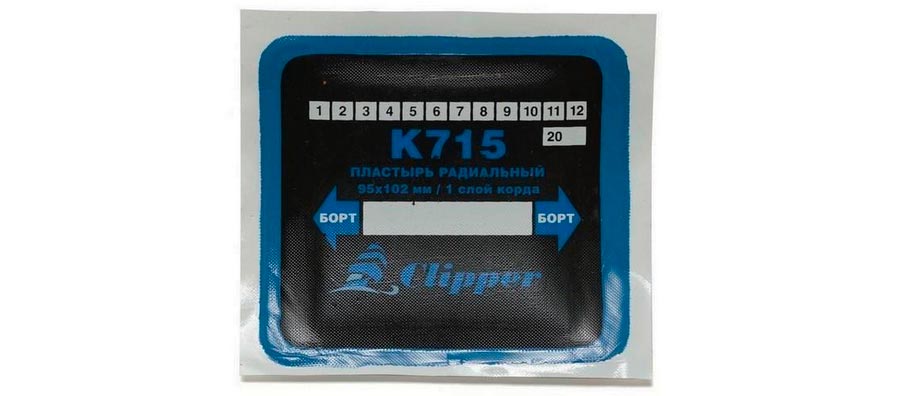 1 2 3 4 5 6 7 8 9 10 11 12
20
K715
ПЛАСТЫРЬ РАДИАЛЬНЫЙ
95x102 мм / 1 слой корда
БОРТ БОРТ
Clipper